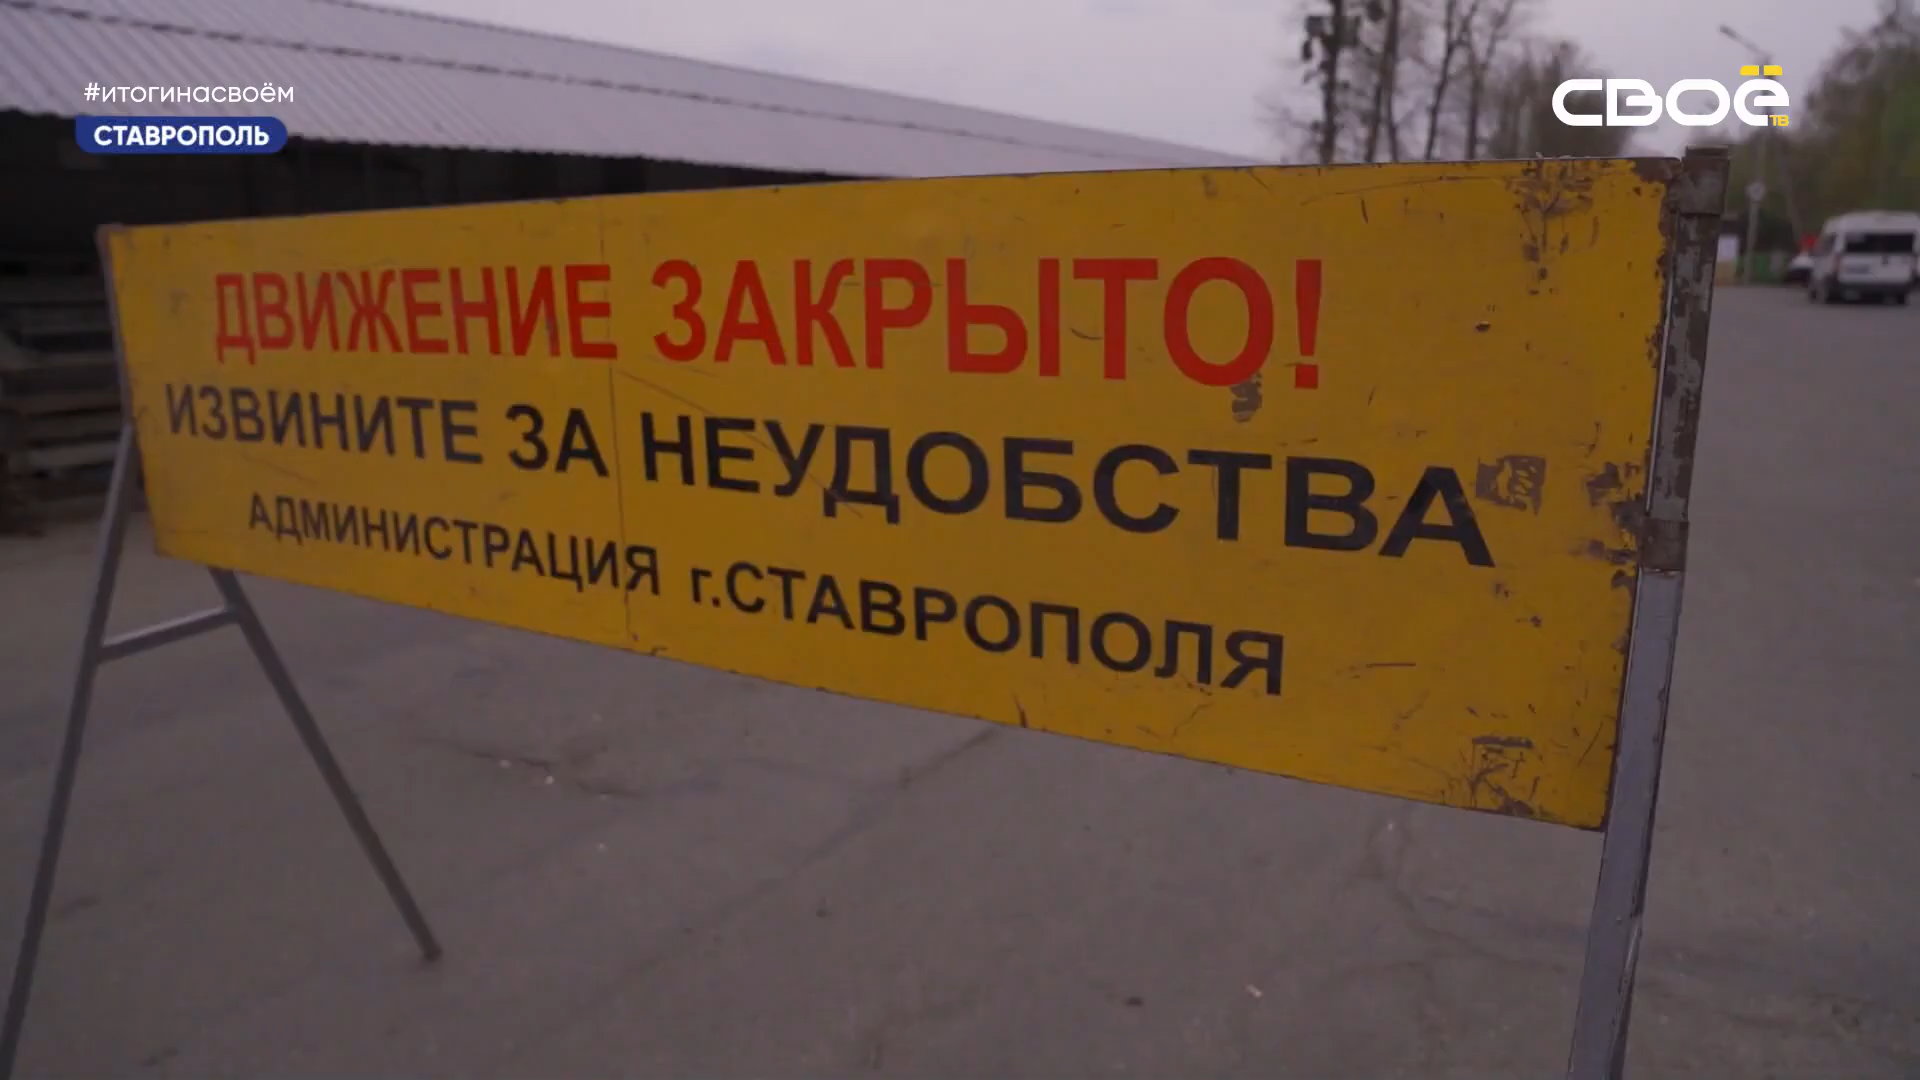 #итогинасвоём
СТАВРОПОЛЬ
СВОЁ
ТВ
ДВИЖЕНИЕ ЗАКРЫТО!
ИЗВИНИТЕ ЗА НЕУДОБСТВА
АДМИНИСТРАЦИЯ г.СТАВРОПОЛЯ